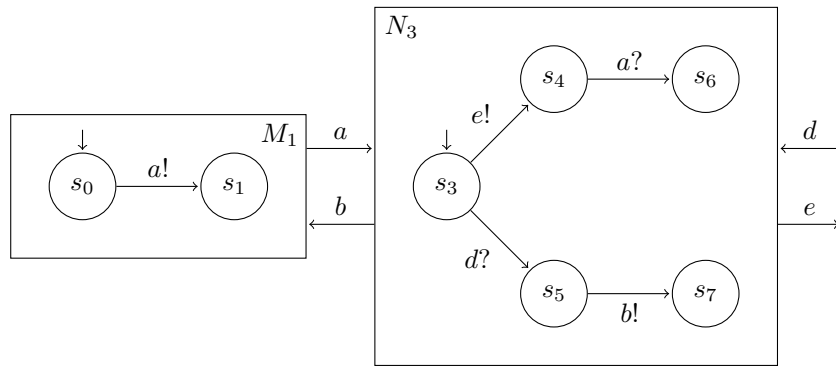 N₃
s₄
a?
s₆
e!
M₁
a
d
s₀
a!
s₁
s₃
b
e
d?
s₅
b!
s₇